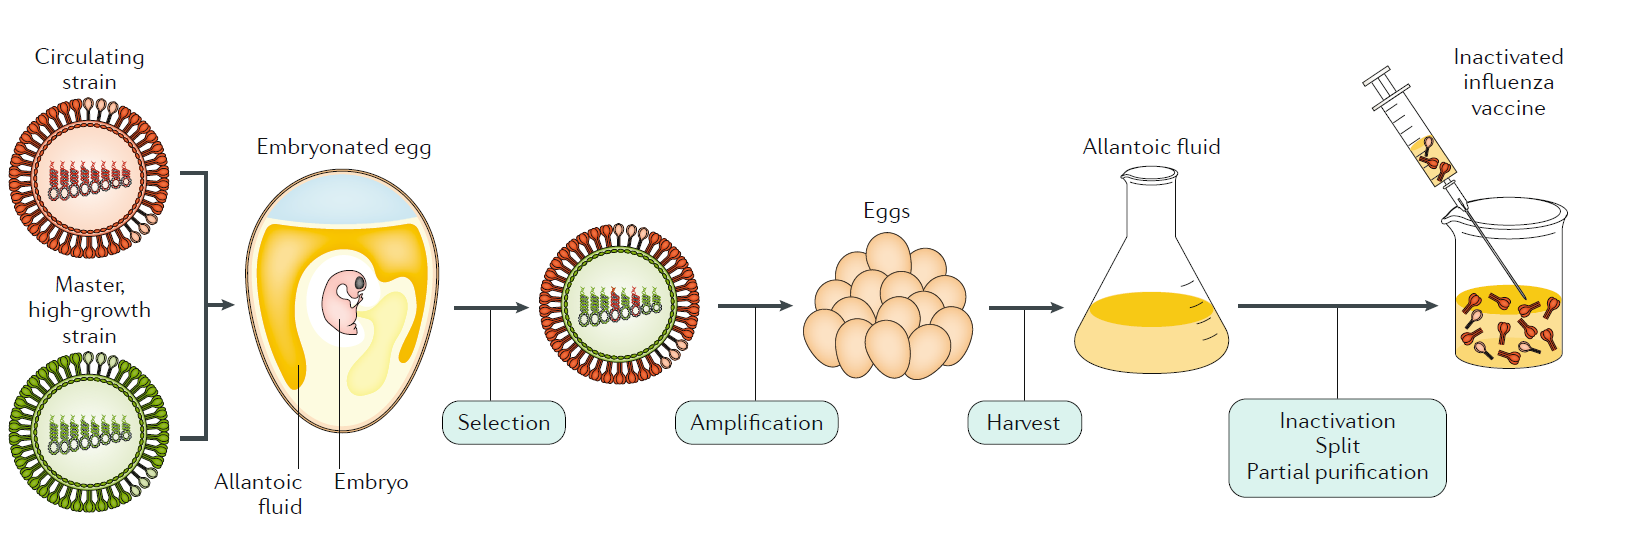 Circulating
strain
Master,
high-growth
strain
Embryonated egg
Allantoic
fluid
Embryo
Selection
Amplification
Eggs
Harvest
Allantoic fluid
Inactivation
Split
Partial purification
Inactivated
influenza
vaccine